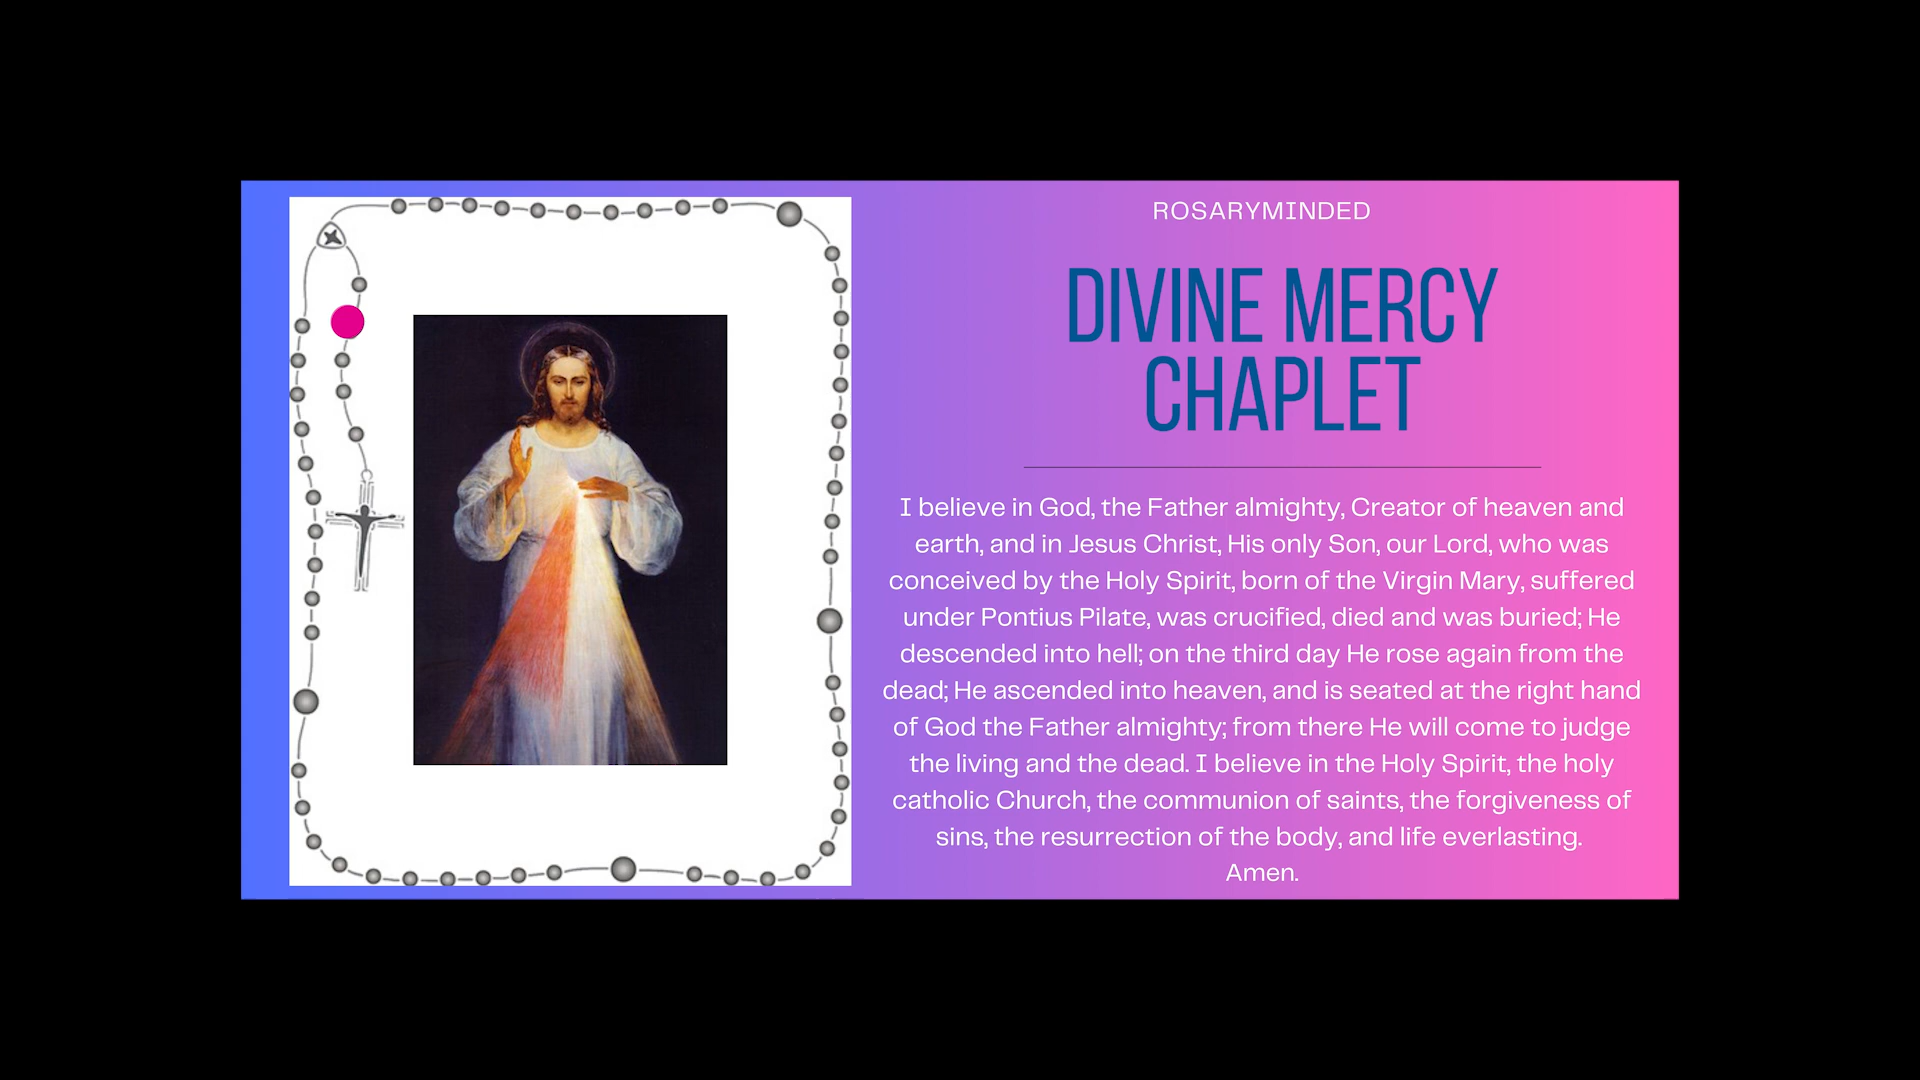 ROSARYMINDED
DIVINE MERCY
CHAPLET
I believe in God, the Father almighty, Creator of heaven and
earth, and in Jesus Christ, His only Son, our Lord, who was
conceived by the Holy Spirit, born of the Virgin Mary, suffered
under Pontius Pilate, was crucified, died and was buried; He
descended into hell; on the third day He rose again from the
dead; He ascended into heaven, and is seated at the right hand
of God the Father almighty; from there He will come to judge
the living and the dead. I believe in the Holy Spirit, the holy
catholic Church, the communion of saints, the forgiveness of
sins, the resurrection of the body, and life everlasting.
Amen.